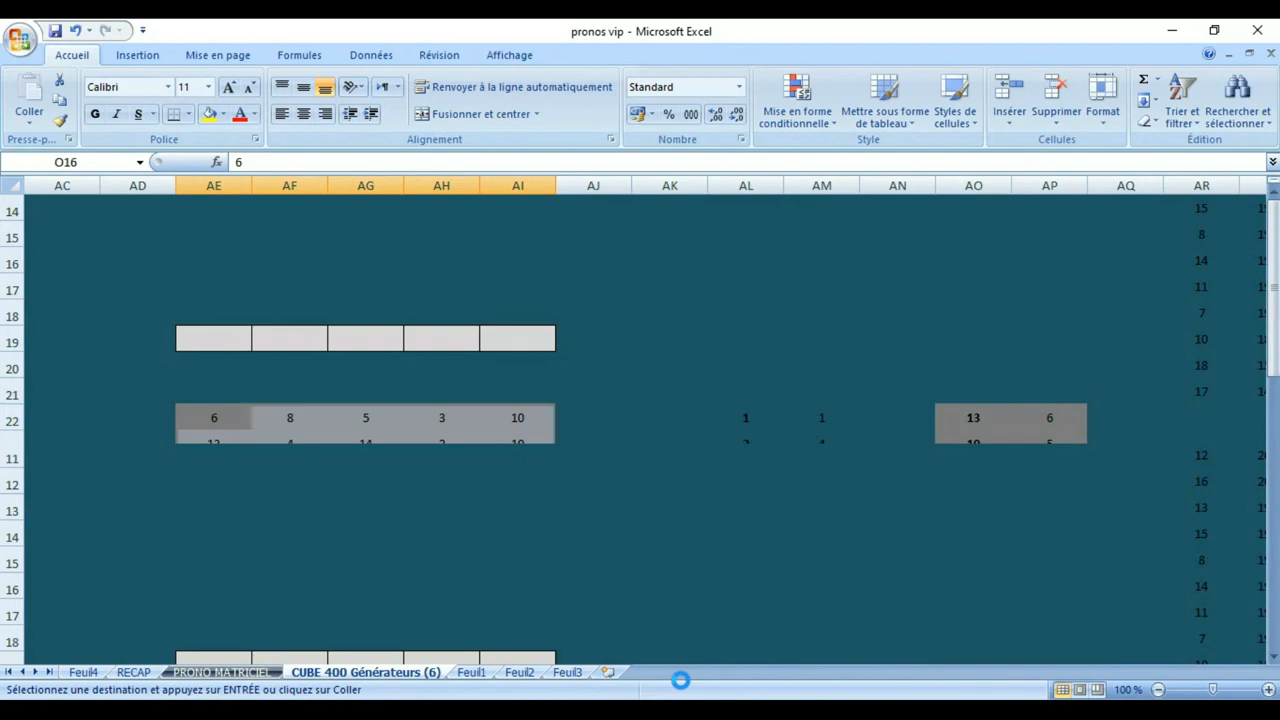 pronos vip - Microsoft Excel
Accueil Insertion Mise en page Formules Données Révision Affichage
Coller
Calibri 11
G I S
Renvoyer à la ligne automatiquement
Fusionner et centrer
Standard
% 000
Mise en forme conditionnelle
Mettre sous forme de tableau
Styles de cellules
Insérer Supprimer Format
Σ
Trier et filtrer
Rechercher et sélectionner
Presse-p... Police Alignement Nombre Style Cellules Édition
O16 fx 6
AC AD AE AF AG AH AI AJ AK AL AM AN AO AP AQ AR
14 15
15 8
16 14
17 11
18 7
19 10
20 18
21 17
22 6 8 5 3 10 1 1 13 6
11 12
12 16
13 13
14 15
15 8
16 14
17 11
18 7
Feuil4 RECAP PRONO MATRICIEL CUBE 400 Générateurs (6) Feuil1 Feuil2 Feuil3
Sélectionnez une destination et appuyez sur ENTRÉE ou cliquez sur Coller 100 %